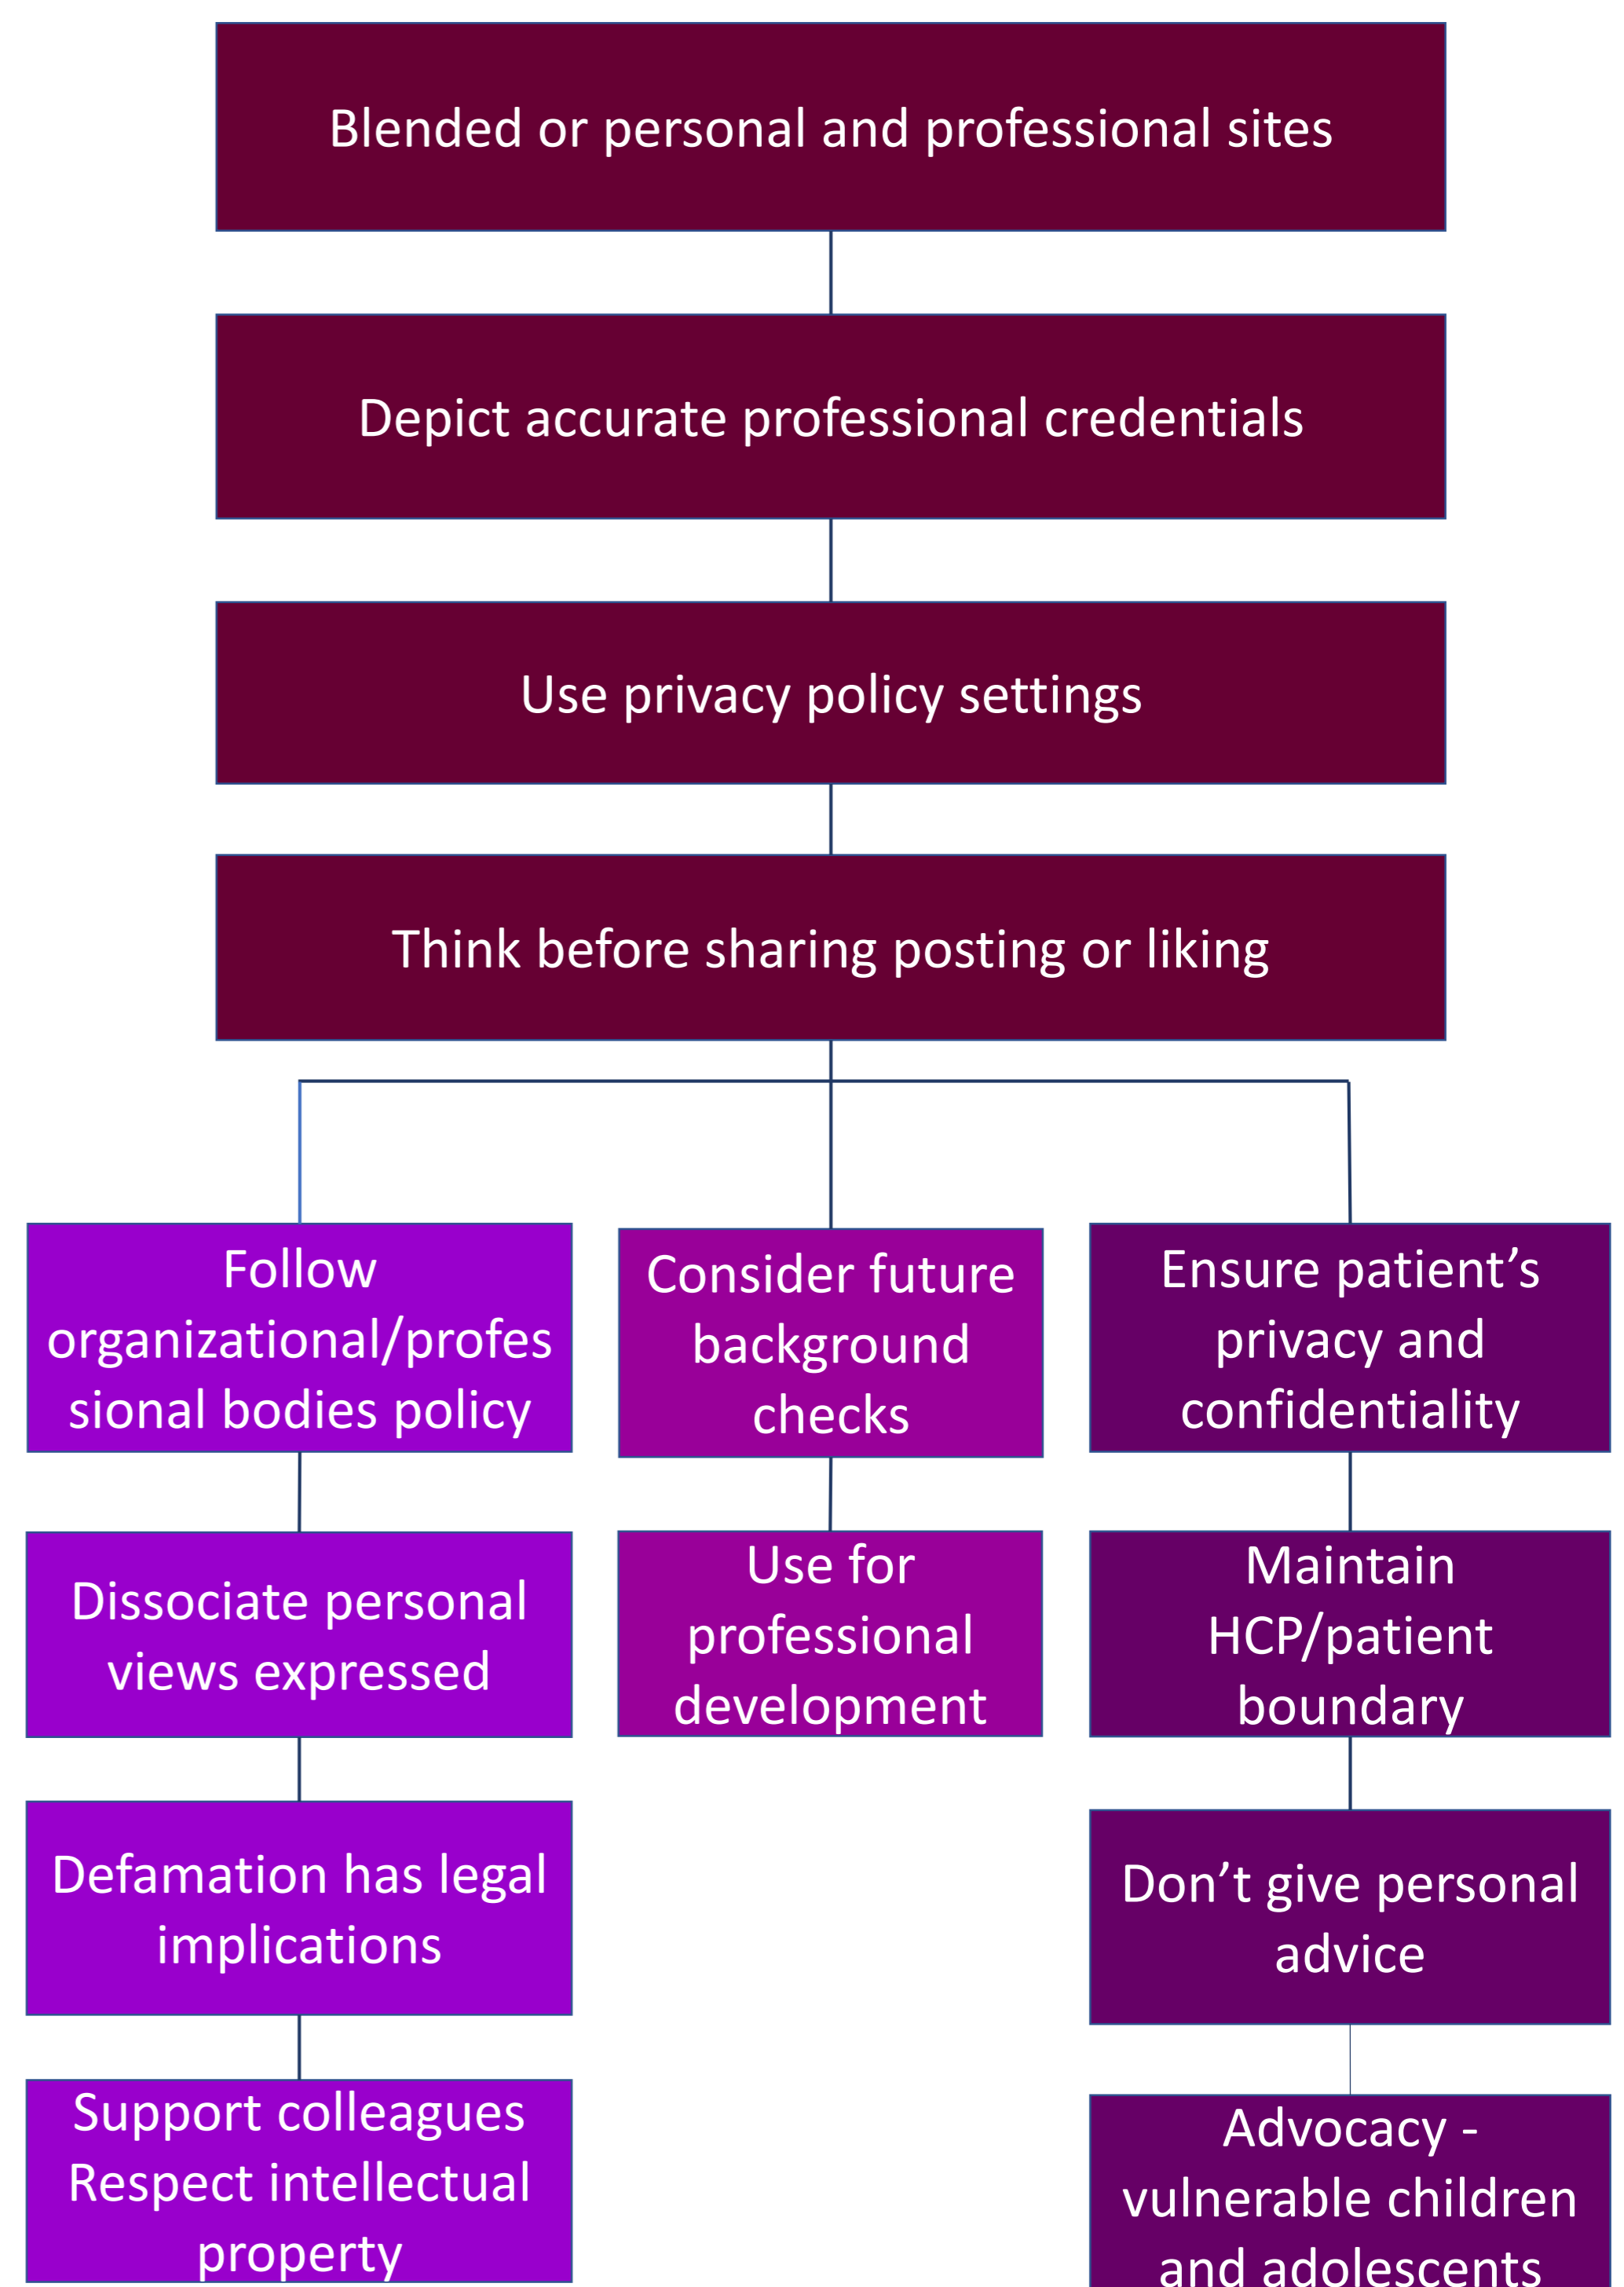 Blended or personal and professional sites
Depict accurate professional credentials
Use privacy policy settings
Think before sharing posting or liking
Follow
organizational/profes
sional bodies policy
Dissociate personal
views expressed
Defamation has legal
implications
Support colleagues
Respect intellectual
property
Consider future
background
checks
Use for
professional
development
Ensure patient’s
privacy and
confidentiality
Maintain
HCP/patient
boundary
Don’t give personal
advice
Advocacy -
vulnerable children
and adolescents